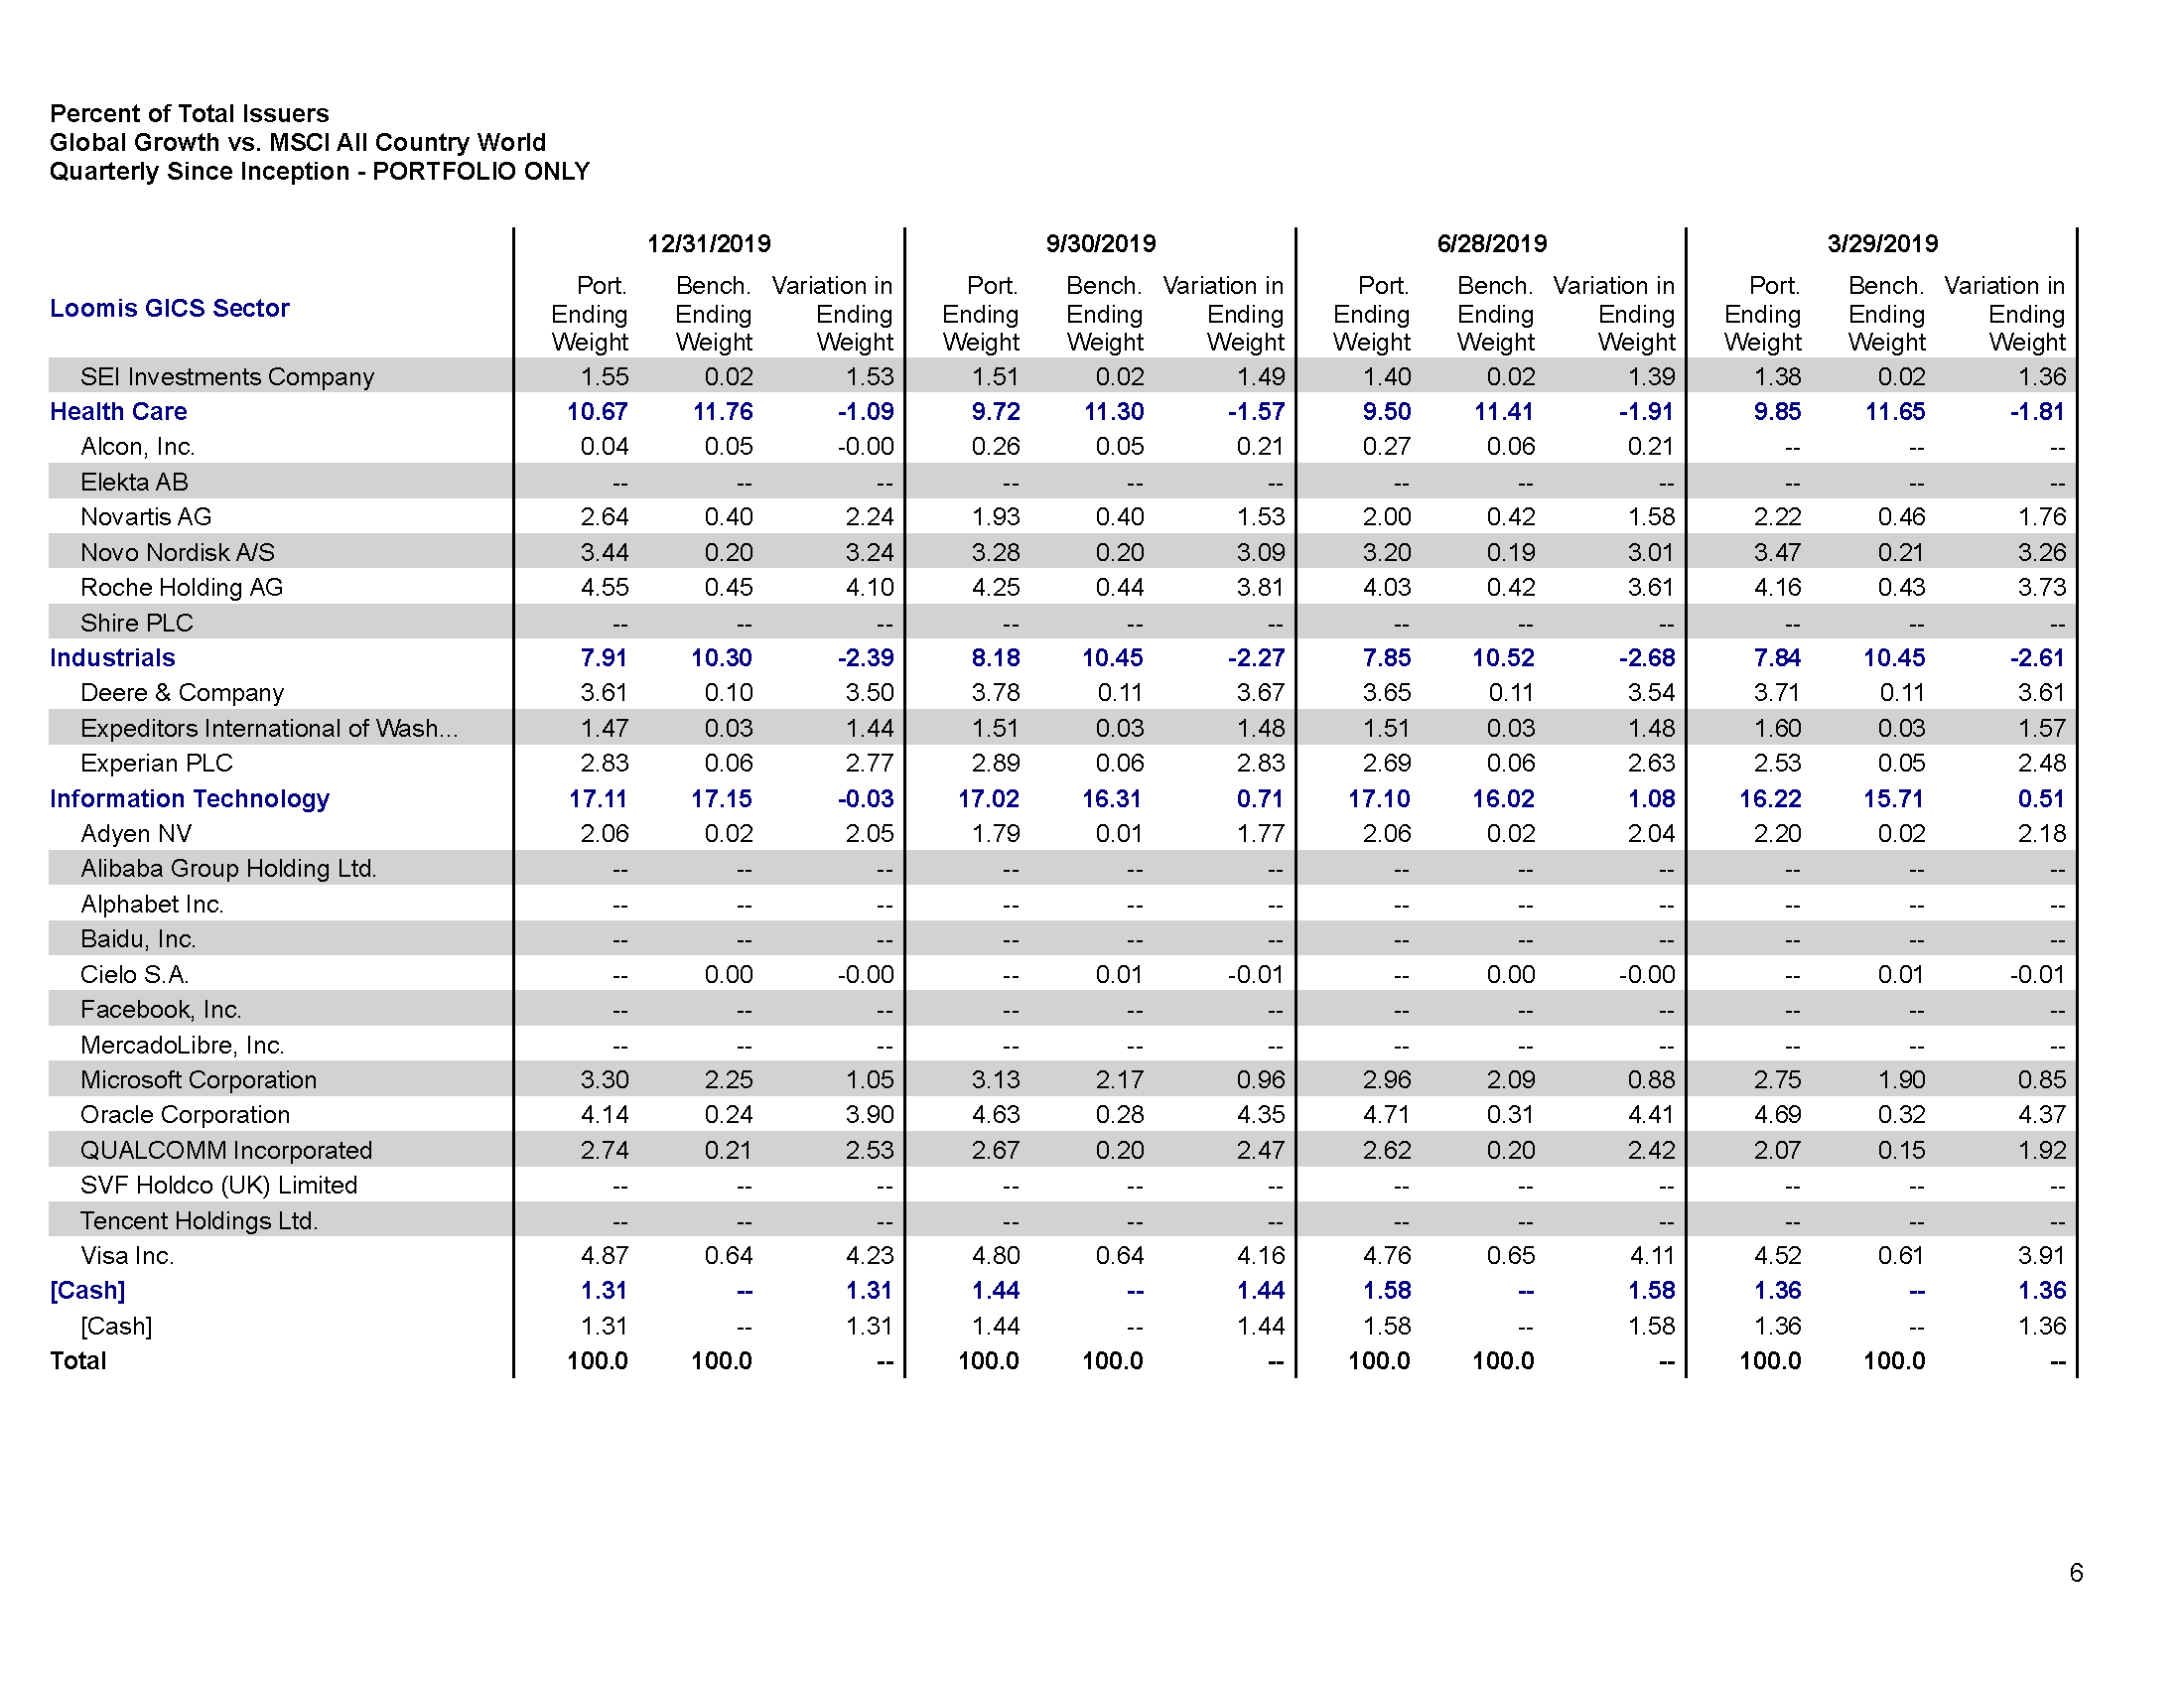 Percent of Total Issuers
Global Growth vs. MSCI All Country World
Quarterly Since Inception - PORTFOLIO ONLY
12/31/2019 9/30/2019 6/28/2019 3/29/2019
Port. Bench. Variation in Port. Bench. Variation in Port. Bench. Variation in Port. Bench. Variation in
Loomis GICS Sector Ending Ending Ending Ending Ending Ending Ending Ending Ending Ending Ending Ending
Weight Weight Weight Weight Weight Weight Weight Weight Weight Weight Weight Weight
SEI Investments Company 1.55 0.02 1.53 1.51 0.02 1.49 1.40 0.02 1.39 1.38 0.02 1.36
Health Care 10.67 11.76 -1.09 9.72 11.30 -1.57 9.50 11.41 -1.91 9.85 11.65 -1.81
Alcon, Inc. 0.04 0.05 -0.00 0.26 0.05 0.21 0.27 0.06 0.21 -- -- --
Elekta AB -- -- -- -- -- -- -- -- -- -- -- --
Novartis AG 2.64 0.40 2.24 1.93 0.40 1.53 2.00 0.42 1.58 2.22 0.46 1.76
Novo Nordisk A/S 3.44 0.20 3.24 3.28 0.20 3.09 3.20 0.19 3.01 3.47 0.21 3.26
Roche Holding AG 4.55 0.45 4.10 4.25 0.44 3.81 4.03 0.42 3.61 4.16 0.43 3.73
Shire PLC -- -- -- -- -- -- -- -- -- -- -- --
Industrials 7.91 10.30 -2.39 8.18 10.45 -2.27 7.85 10.52 -2.68 7.84 10.45 -2.61
Deere & Company 3.61 0.10 3.50 3.78 0.11 3.67 3.65 0.11 3.54 3.71 0.11 3.61
Expeditors International of Wash... 1.47 0.03 1.44 1.51 0.03 1.48 1.51 0.03 1.48 1.60 0.03 1.57
Experian PLC 2.83 0.06 2.77 2.89 0.06 2.83 2.69 0.06 2.63 2.53 0.05 2.48
Information Technology 17.11 17.15 -0.03 17.02 16.31 0.71 17.10 16.02 1.08 16.22 15.71 0.51
Adyen NV 2.06 0.02 2.05 1.79 0.01 1.77 2.06 0.02 2.04 2.20 0.02 2.18
Alibaba Group Holding Ltd. -- -- -- -- -- -- -- -- -- -- -- --
Alphabet Inc. -- -- -- -- -- -- -- -- -- -- -- --
Baidu, Inc. -- -- -- -- -- -- -- -- -- -- -- --
Cielo S.A. -- 0.00 -0.00 -- 0.01 -0.01 -- 0.00 -0.00 -- 0.01 -0.01
Facebook, Inc. -- -- -- -- -- -- -- -- -- -- -- --
MercadoLibre, Inc. -- -- -- -- -- -- -- -- -- -- -- --
Microsoft Corporation 3.30 2.25 1.05 3.13 2.17 0.96 2.96 2.09 0.88 2.75 1.90 0.85
Oracle Corporation 4.14 0.24 3.90 4.63 0.28 4.35 4.71 0.31 4.41 4.69 0.32 4.37
QUALCOMM Incorporated 2.74 0.21 2.53 2.67 0.20 2.47 2.62 0.20 2.42 2.07 0.15 1.92
SVF Holdco (UK) Limited -- -- -- -- -- -- -- -- -- -- -- --
Tencent Holdings Ltd. -- -- -- -- -- -- -- -- -- -- -- --
Visa Inc. 4.87 0.64 4.23 4.80 0.64 4.16 4.76 0.65 4.11 4.52 0.61 3.91
[Cash] 1.31 -- 1.31 1.44 -- 1.44 1.58 -- 1.58 1.36 -- 1.36
[Cash] 1.31 -- 1.31 1.44 -- 1.44 1.58 -- 1.58 1.36 -- 1.36
Total 100.0 100.0 -- 100.0 100.0 -- 100.0 100.0 -- 100.0 100.0 --
6